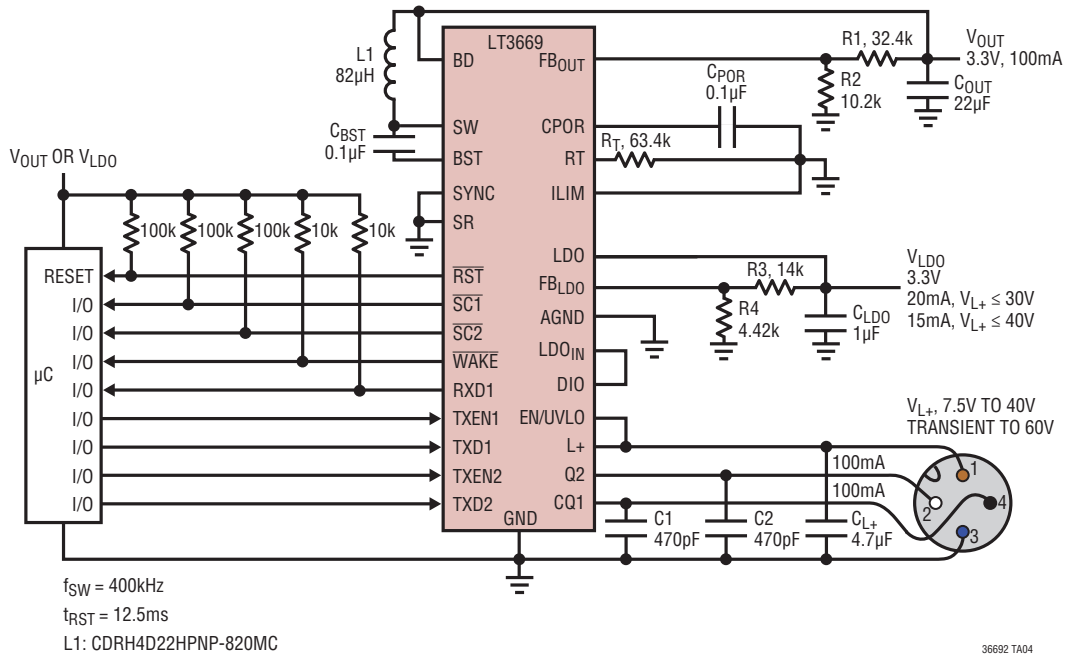 LT3669
L1
82µH
BD
SW
BST
SYNC
SR
RST
SC1
SC2
WAKE
RXD1
TXEN1
TXD1
TXEN2
TXD2
GND
FBOUT
CPOR
RT
ILIM
LDO
FBLDO
AGND
LDOIN
DIO
EN/UVLO
L+
Q2
CQ1
CBST
0.1µF
VOUT OR VLDO
100k
100k
100k
10k
10k
µC
RESET
I/O
I/O
I/O
I/O
I/O
I/O
I/O
I/O
R1, 32.4k
R2
10.2k
VOUT
3.3V, 100mA
COUT
22µF
CPOR
0.1µF
RT, 63.4k
R3, 14k
R4
4.42k
VLDO
3.3V
20mA, VL+ ≤ 30V
15mA, VL+ ≤ 40V
CLDO
1µF
VL+, 7.5V TO 40V
TRANSIENT TO 60V
100mA
100mA
1
2
4
3
C1
470pF
C2
470pF
CL+
4.7µF
fSW = 400kHz
tRST = 12.5ms
L1: CDRH4D22HPNP-820MC
36692 TA04